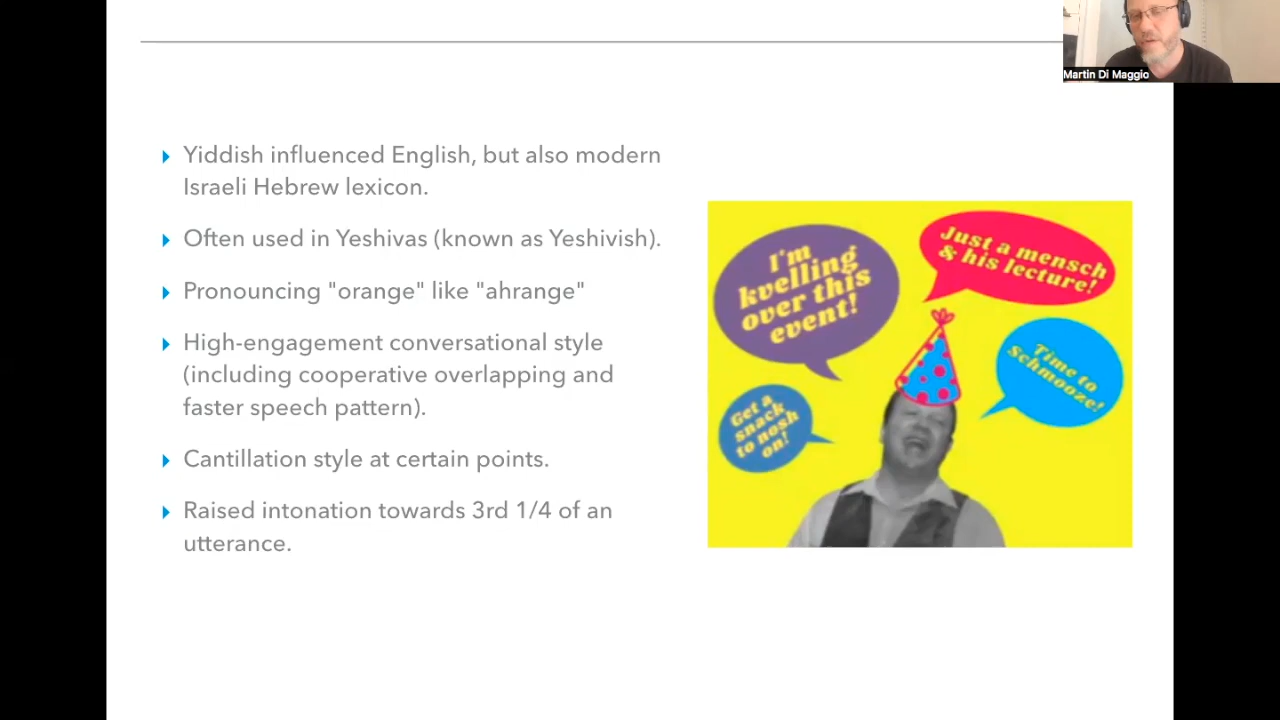 Martin Di Maggio
Yiddish influenced English, but also modern
Israeli Hebrew lexicon.
Often used in Yeshivas (known as Yeshivish).
Pronouncing "orange" like "ahrange"
High-engagement conversational style
(including cooperative overlapping and
faster speech pattern).
Cantillation style at certain points.
Raised intonation towards 3rd 1/4 of an
utterance.
I'm
kvelling
over this
event!
Just a mensch
& his lecture!
Time to
Schmooze!
Get a
snack
to nosh
on!